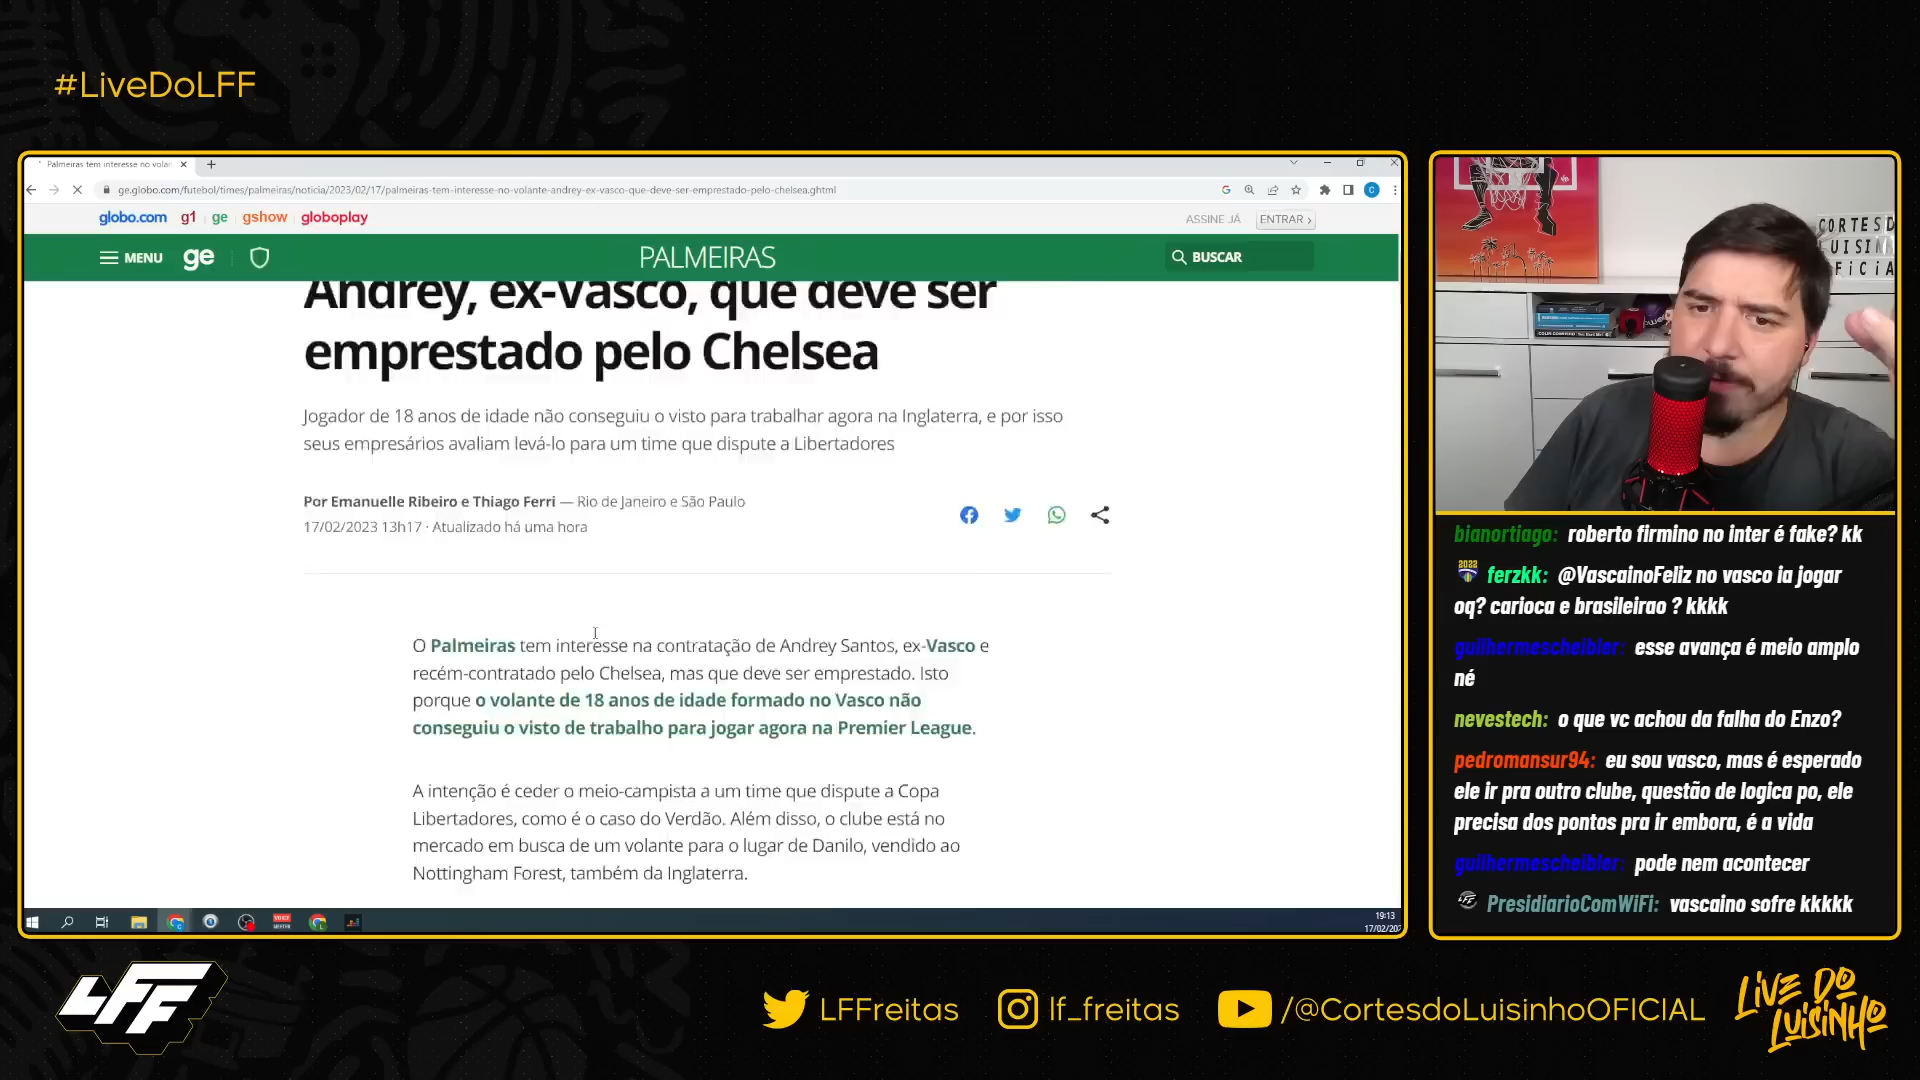 #LiveDoLFF
Palmeiras tem interesse no volan
ge.globo.com/futebol/times/palmeiras/noticia/2023/02/17/palmeiras-tem-interesse-no-volante-andrey-ex-vasco-que-deve-ser-emprestado-pelo-chelsea.ghtml
globo.com g1 ge gshow globoplay
ASSINE JÁ ENTRAR
MENU ge PALMEIRAS BUSCAR
Andrey, ex-Vasco, que deve ser
emprestado pelo Chelsea
Jogador de 18 anos de idade não conseguiu o visto para trabalhar agora na Inglaterra, e por isso
seus empresários avaliam levá-lo para um time que dispute a Libertadores
Por Emanuelle Ribeiro e Thiago Ferri — Rio de Janeiro e São Paulo
17/02/2023 13h17 · Atualizado há uma hora
O Palmeiras tem interesse na contratação de Andrey Santos, ex-Vasco e
recém-contratado pelo Chelsea, mas que deve ser emprestado. Isto
porque o volante de 18 anos de idade formado no Vasco não
conseguiu o visto de trabalho para jogar agora na Premier League.
A intenção é ceder o meio-campista a um time que dispute a Copa
Libertadores, como é o caso do Verdão. Além disso, o clube está no
mercado em busca de um volante para o lugar de Danilo, vendido ao
Nottingham Forest, também da Inglaterra.
19:13
17/02/202
CORTES D
UISIN
FiCiA
bianortiago: roberto firmino no inter é fake? kk
2022 ferzkk: @VascainoFeliz no vasco ia jogar
oq? carioca e brasileirao ? kkkk
guilhermescheibler: esse avança é meio amplo
né
nevestech: o que vc achou da falha do Enzo?
pedromansur94: eu sou vasco, mas é esperado
ele ir pra outro clube, questão de logica po, ele
precisa dos pontos pra ir embora, é a vida
guilhermescheibler: pode nem acontecer
PresidiarioComWiFi: vascaino sofre kkkkk
LFF
LFFreitas
lf_freitas
/@CortesdoLuisinhoOFICIAL
LiVE DO
LUiSiNHO